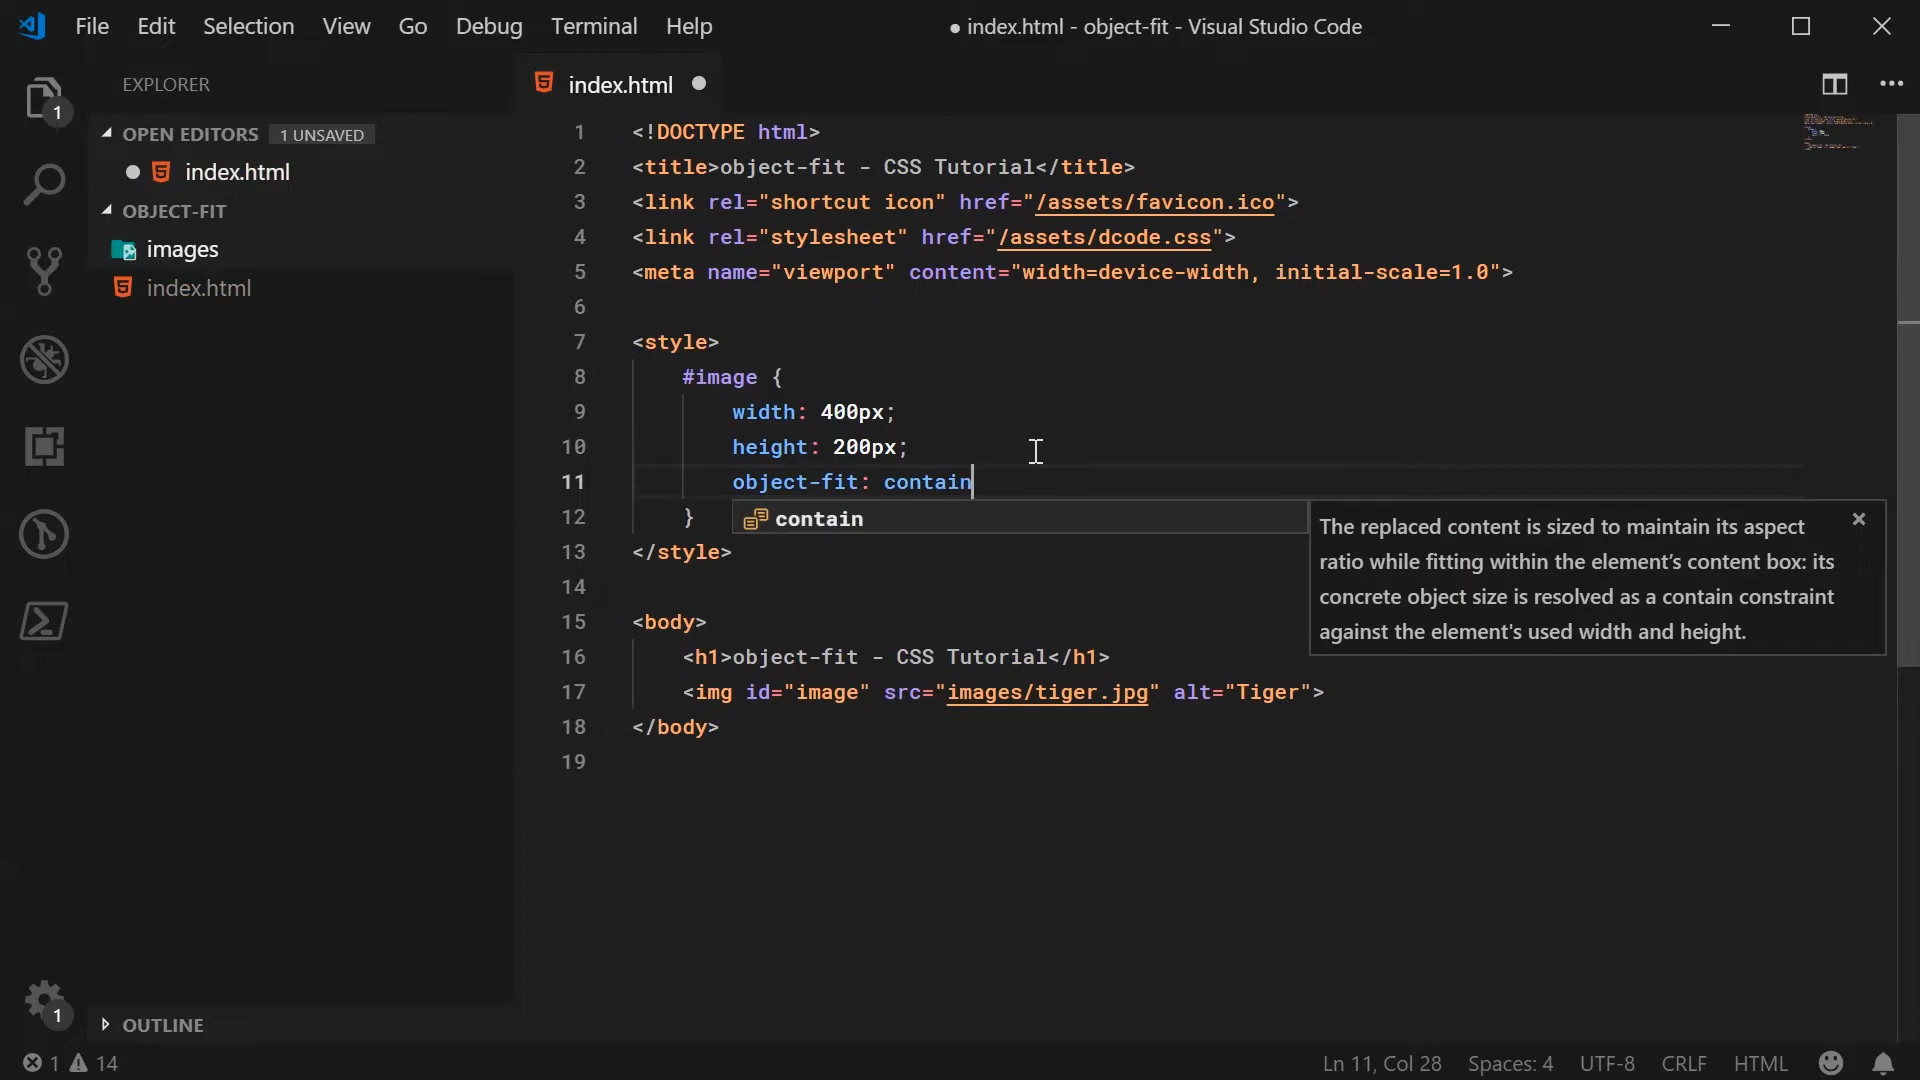 File Edit Selection View Go Debug Terminal Help ● index.html - object-fit - Visual Studio Code
EXPLORER
OPEN EDITORS 1 UNSAVED
index.html
OBJECT-FIT
images
index.html
OUTLINE
1
1
index.html
1 <!DOCTYPE html>
2 <title>object-fit - CSS Tutorial</title>
3 <link rel="shortcut icon" href="/assets/favicon.ico">
4 <link rel="stylesheet" href="/assets/dcode.css">
5 <meta name="viewport" content="width=device-width, initial-scale=1.0">
6
7 <style>
8 #image {
9 width: 400px;
10 height: 200px;
11 object-fit: contain
12 }
13 </style>
14
15 <body>
16 <h1>object-fit - CSS Tutorial</h1>
17 <img id="image" src="images/tiger.jpg" alt="Tiger">
18 </body>
19
contain
The replaced content is sized to maintain its aspect
ratio while fitting within the element’s content box: its
concrete object size is resolved as a contain constraint
against the element's used width and height.
1 14 Ln 11, Col 28 Spaces: 4 UTF-8 CRLF HTML